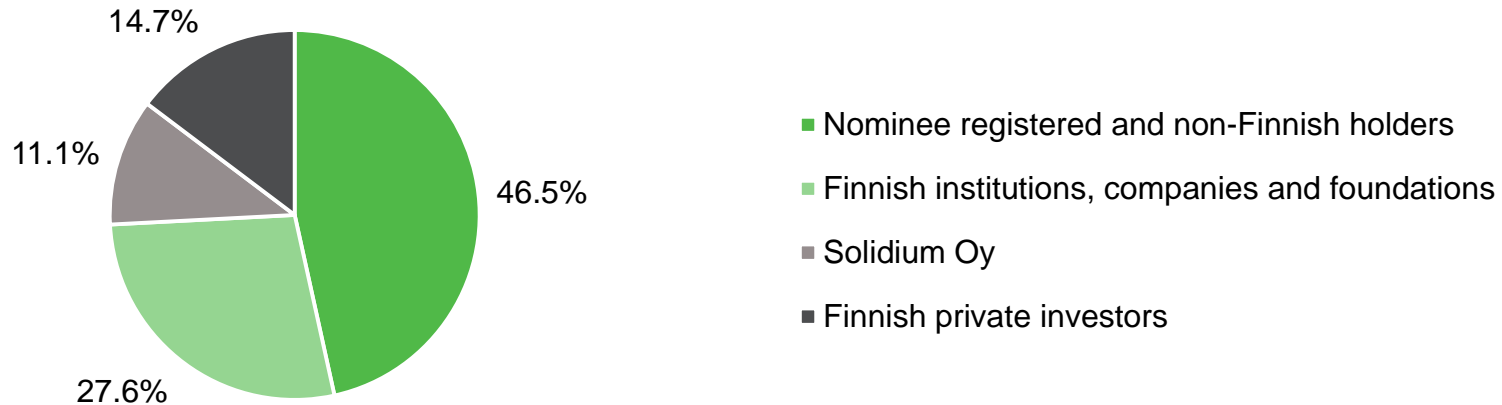 14.7%
11.1%
46.5%
27.6%
Nominee registered and non-Finnish holders
Finnish institutions, companies and foundations
Solidium Oy
Finnish private investors